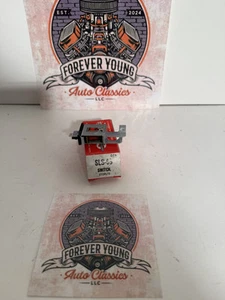 EST.
2024
FOREVER YOUNG
Auto Classics
LLC
SLS-59
SWITCH
FOREVER YOUNG
Auto Classics
LLC